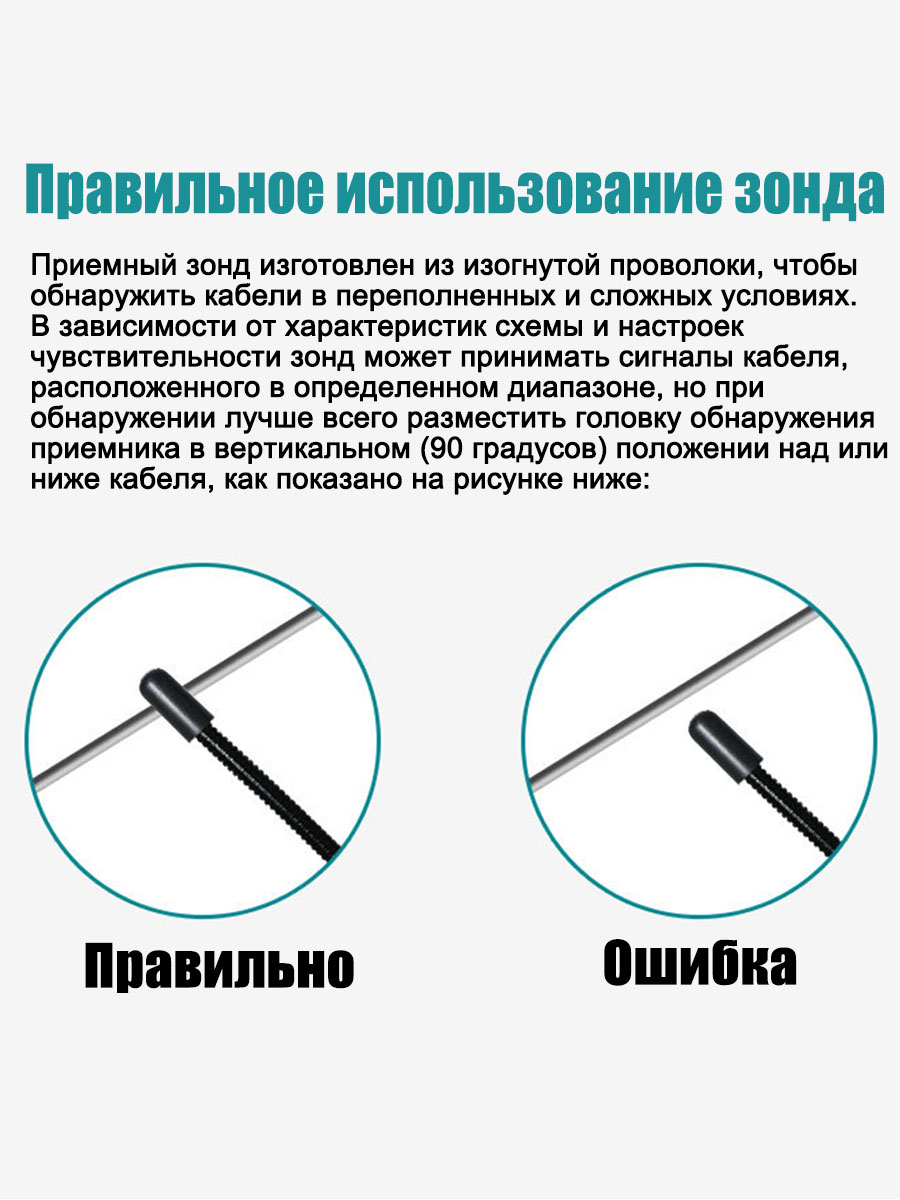 Правильное использование зонда
Приемный зонд изготовлен из изогнутой проволоки, чтобы
обнаружить кабели в переполненных и сложных условиях.
В зависимости от характеристик схемы и настроек
чувствительности зонд может принимать сигналы кабеля,
расположенного в определенном диапазоне, но при
обнаружении лучше всего разместить головку обнаружения
приемника в вертикальном (90 градусов) положении над или
ниже кабеля, как показано на рисунке ниже:
Правильно
Ошибка